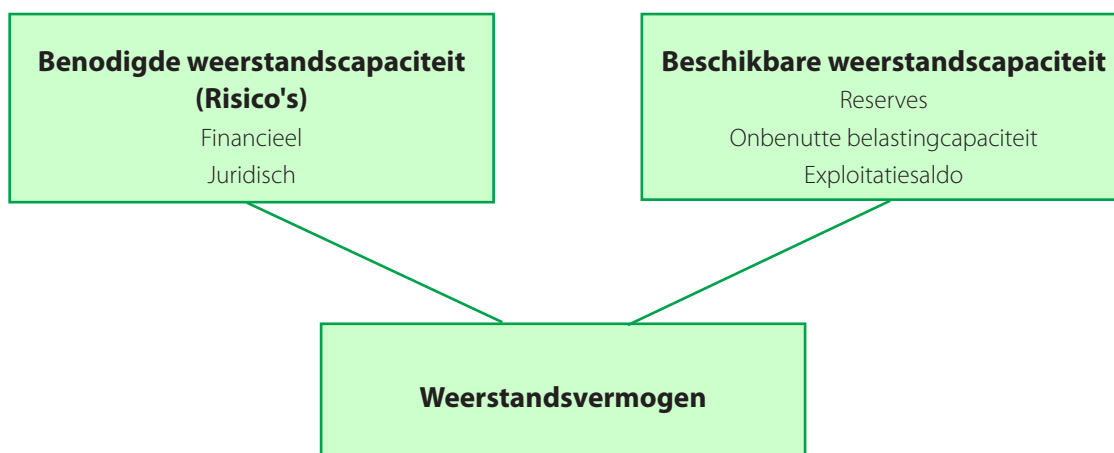 Benodigde weerstandscapaciteit
(Risico's)
Financieel
Juridisch
Beschikbare weerstandscapaciteit
Reserves
Onbenutte belastingcapaciteit
Exploitatiesaldo
Weerstandsvermogen